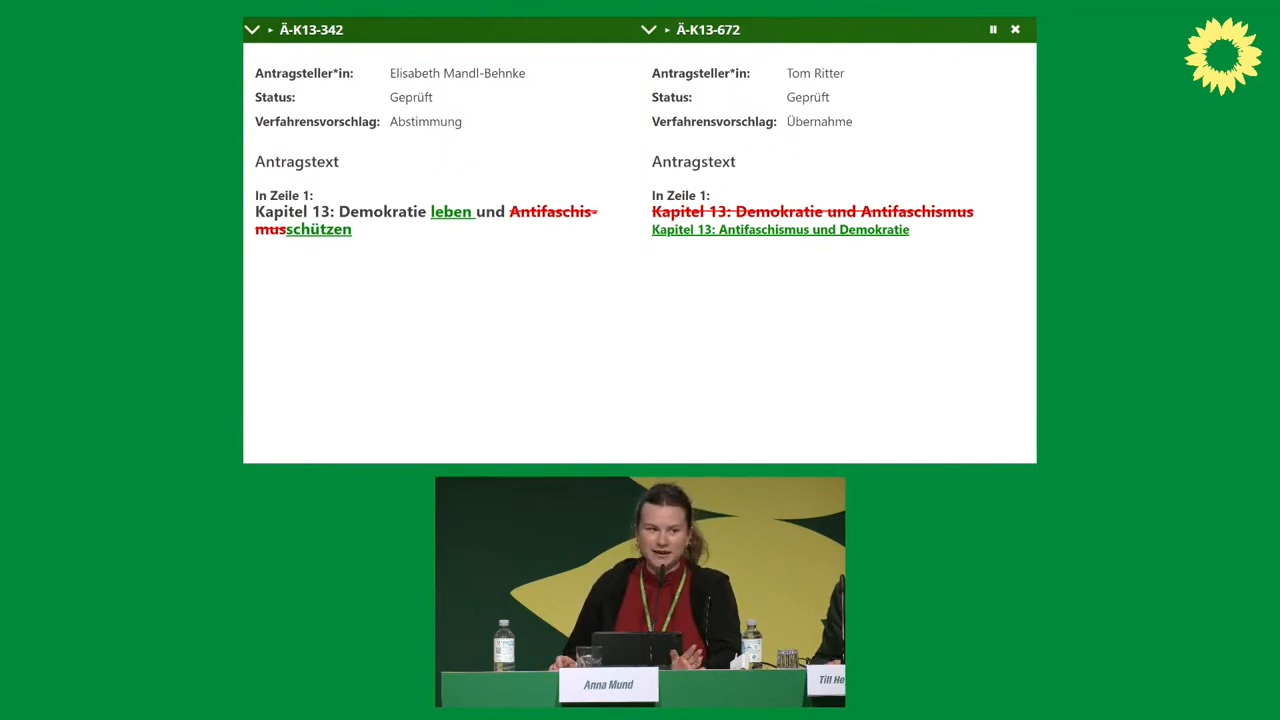 Ä-K13-342
Antragsteller*in: Elisabeth Mandl-Behnke
Status: Geprüft
Verfahrensvorschlag: Abstimmung
Antragstext
In Zeile 1:
Kapitel 13: Demokratie leben und Antifaschis-
musschützen
Ä-K13-672
Antragsteller*in: Tom Ritter
Status: Geprüft
Verfahrensvorschlag: Übernahme
Antragstext
In Zeile 1:
Kapitel 13: Demokratie und Antifaschismus
Kapitel 13: Antifaschismus und Demokratie
Anna Mund
Till He